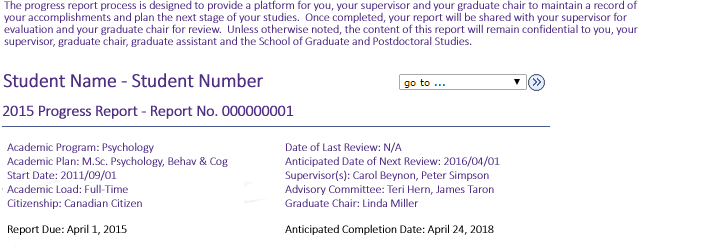 The progress report process is designed to provide a platform for you, your supervisor and your graduate chair to maintain a record of
your accomplishments and plan the next stage of your studies.  Once completed, your report will be shared with your supervisor for
evaluation and your graduate chair for review.  Unless otherwise noted, the content of this report will remain confidential to you, your
supervisor, graduate chair, graduate assistant and the School of Graduate and Postdoctoral Studies.
Student Name - Student Number
go to ...
2015 Progress Report - Report No. 000000001
Academic Program: Psychology
Academic Plan: M.Sc. Psychology, Behav & Cog
Start Date: 2011/09/01
Academic Load: Full-Time
Citizenship: Canadian Citizen
Report Due: April 1, 2015
Date of Last Review: N/A
Anticipated Date of Next Review: 2016/04/01
Supervisor(s): Carol Beynon, Peter Simpson
Advisory Committee: Teri Hern, James Taron
Graduate Chair: Linda Miller
Anticipated Completion Date: April 24, 2018